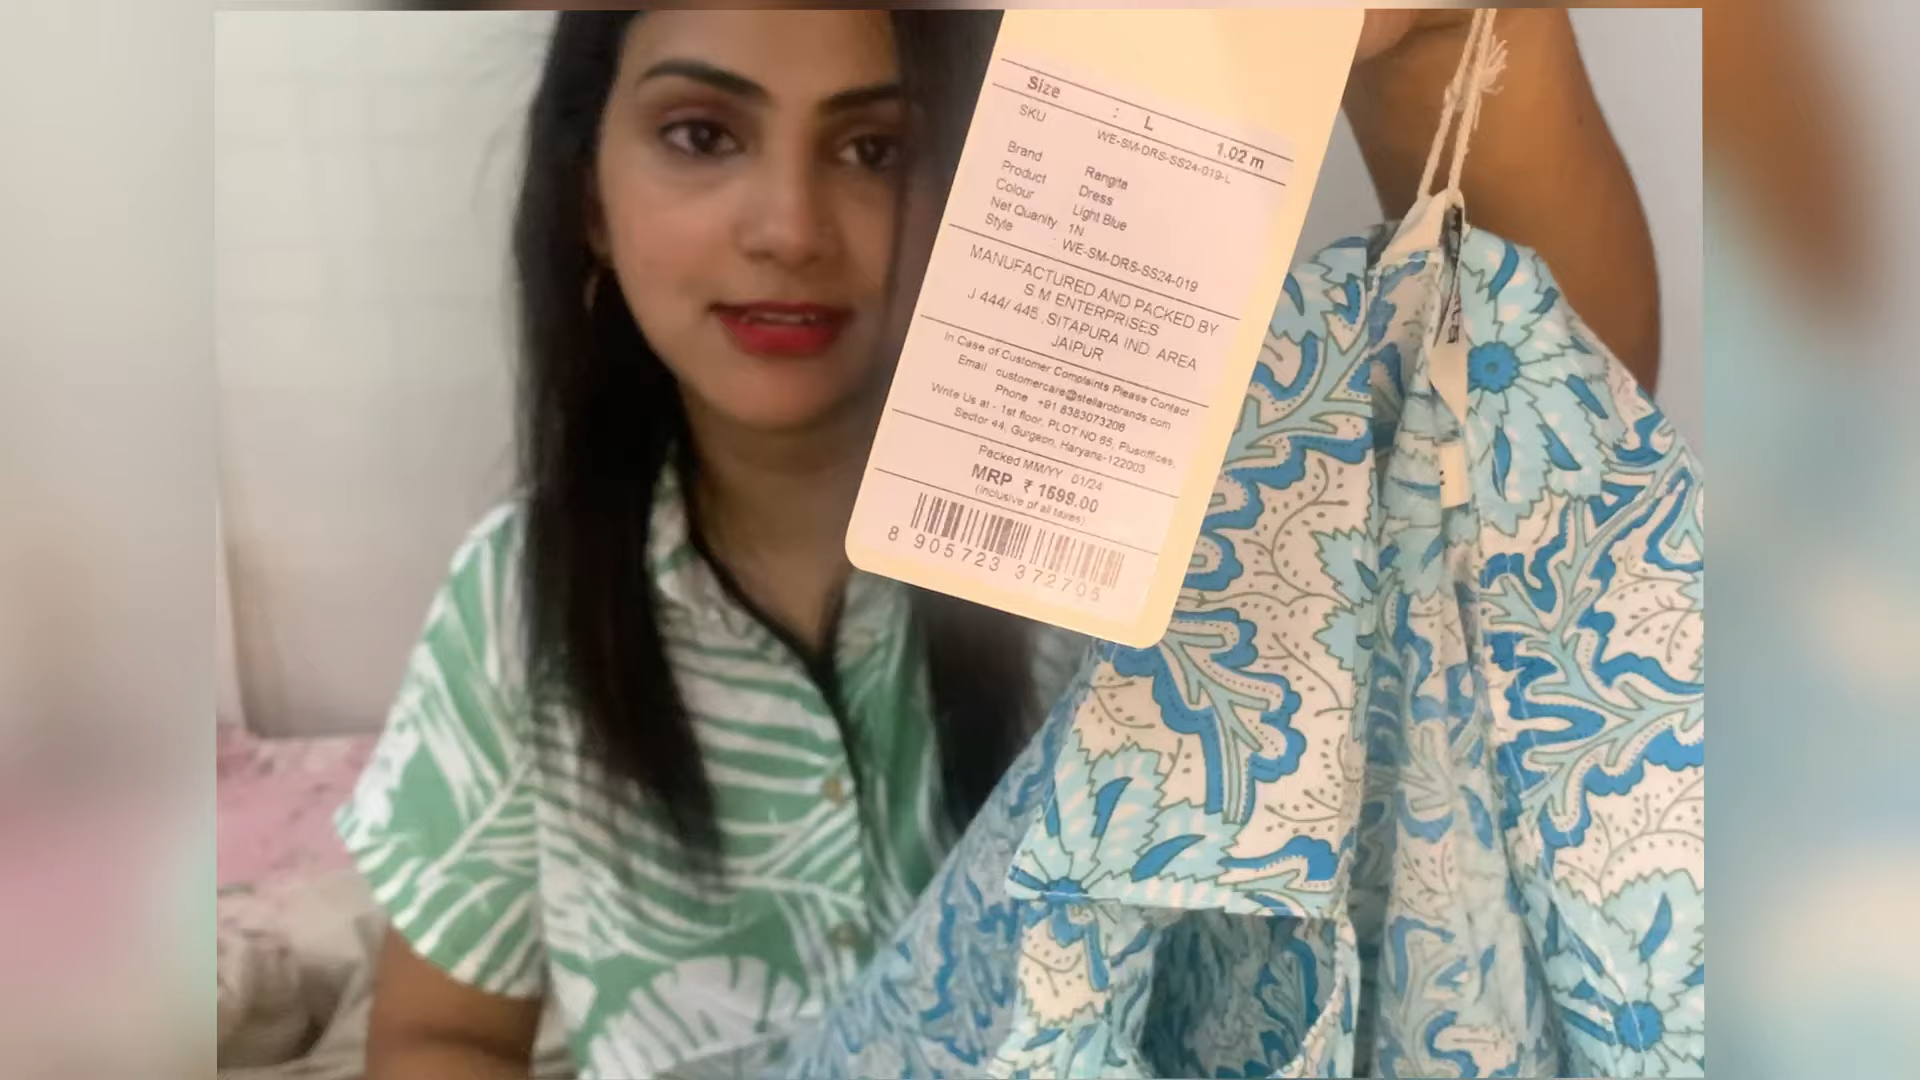 Size : L 1.02 m
SKU WE-SM-DRS-SS24-019-L
Brand Rangita
Product Dress
Colour Light Blue
Net Quanity 1N
Style : WE-SM-DRS-SS24-019
MANUFACTURED AND PACKED BY
S M ENTERPRISES
J 444/ 445 ,SITAPURA IND. AREA
JAIPUR
In Case of Customer Complaints Please Contact
Email customercare@stellarobrands.com
Phone +91 8383073206
Write Us at - 1st floor, PLOT NO 65, Plusoffices,
Sector 44, Gurgaon, Haryana-122003
Packed MM/YY 01/24
MRP ₹ 1599.00
(inclusive of all taxes)
8 905723 372705